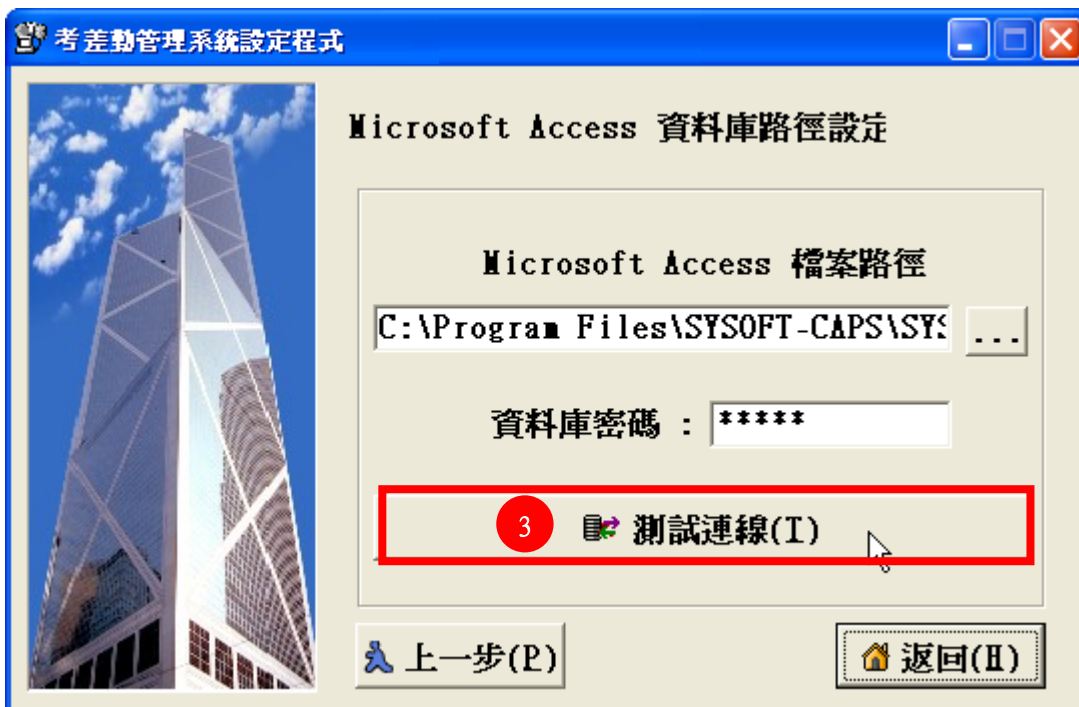 考差勤管理系統設定程式
Microsoft Access 資料庫路徑設定
Microsoft Access 檔案路徑
C:\Program Files\SYSOFT-CAPS\SYS
...
資料庫密碼 : *****
3 測試連線(T)
上一步(P)
返回(H)